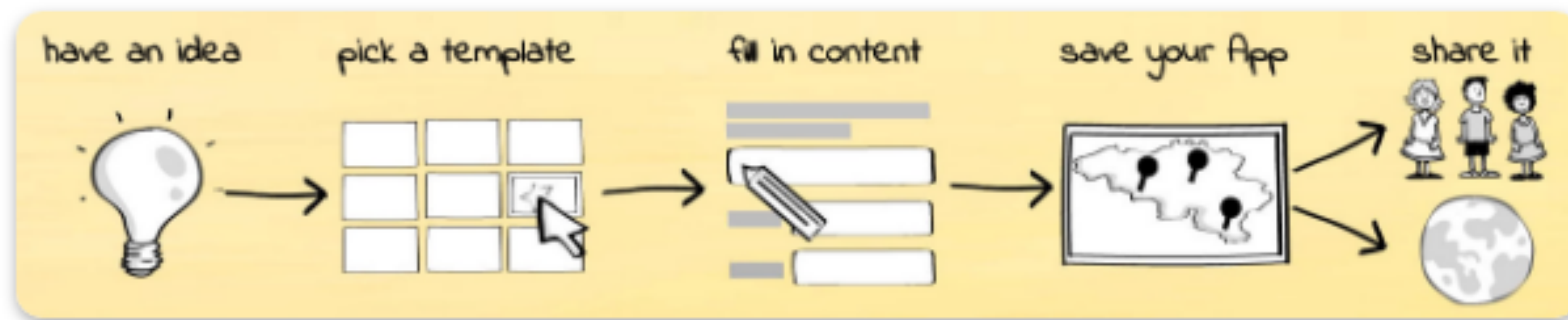 have an idea
pick a template
fill in content
save your App
share it